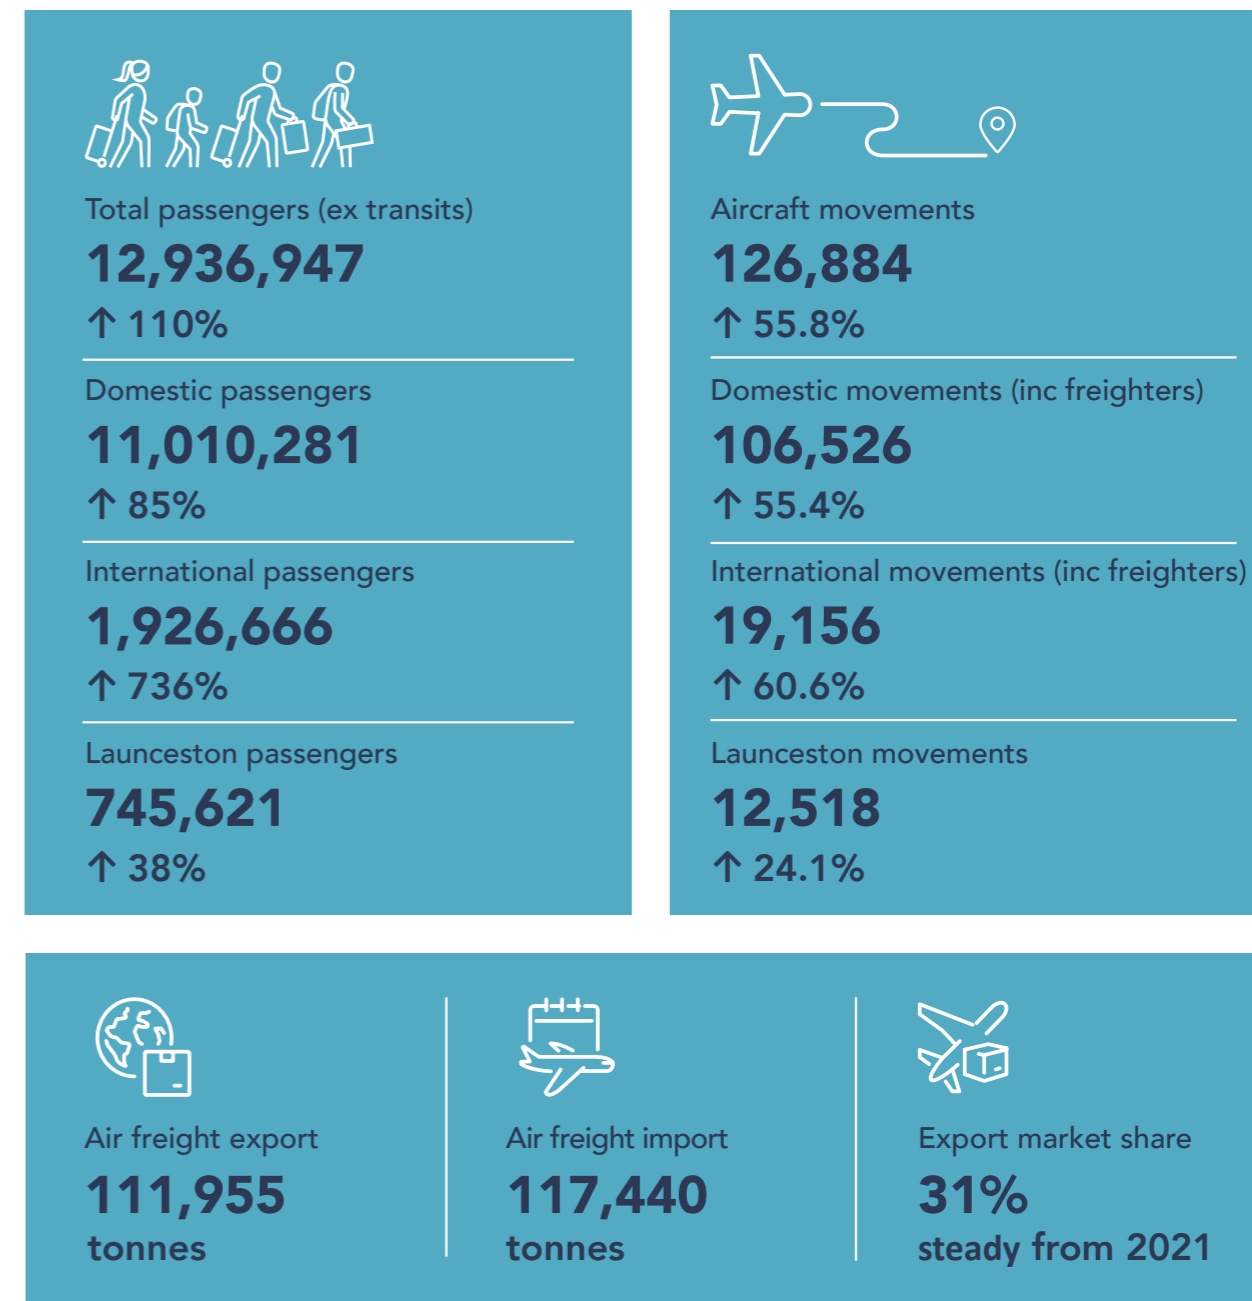 Total passengers (ex transits)
12,936,947
↑ 110%
Domestic passengers
11,010,281
↑ 85%
International passengers
1,926,666
↑ 736%
Launceston passengers
745,621
↑ 38%
Aircraft movements
126,884
↑ 55.8%
Domestic movements (inc freighters)
106,526
↑ 55.4%
International movements (inc freighters)
19,156
↑ 60.6%
Launceston movements
12,518
↑ 24.1%
Air freight export
111,955
tonnes
Air freight import
117,440
tonnes
Export market share
31%
steady from 2021